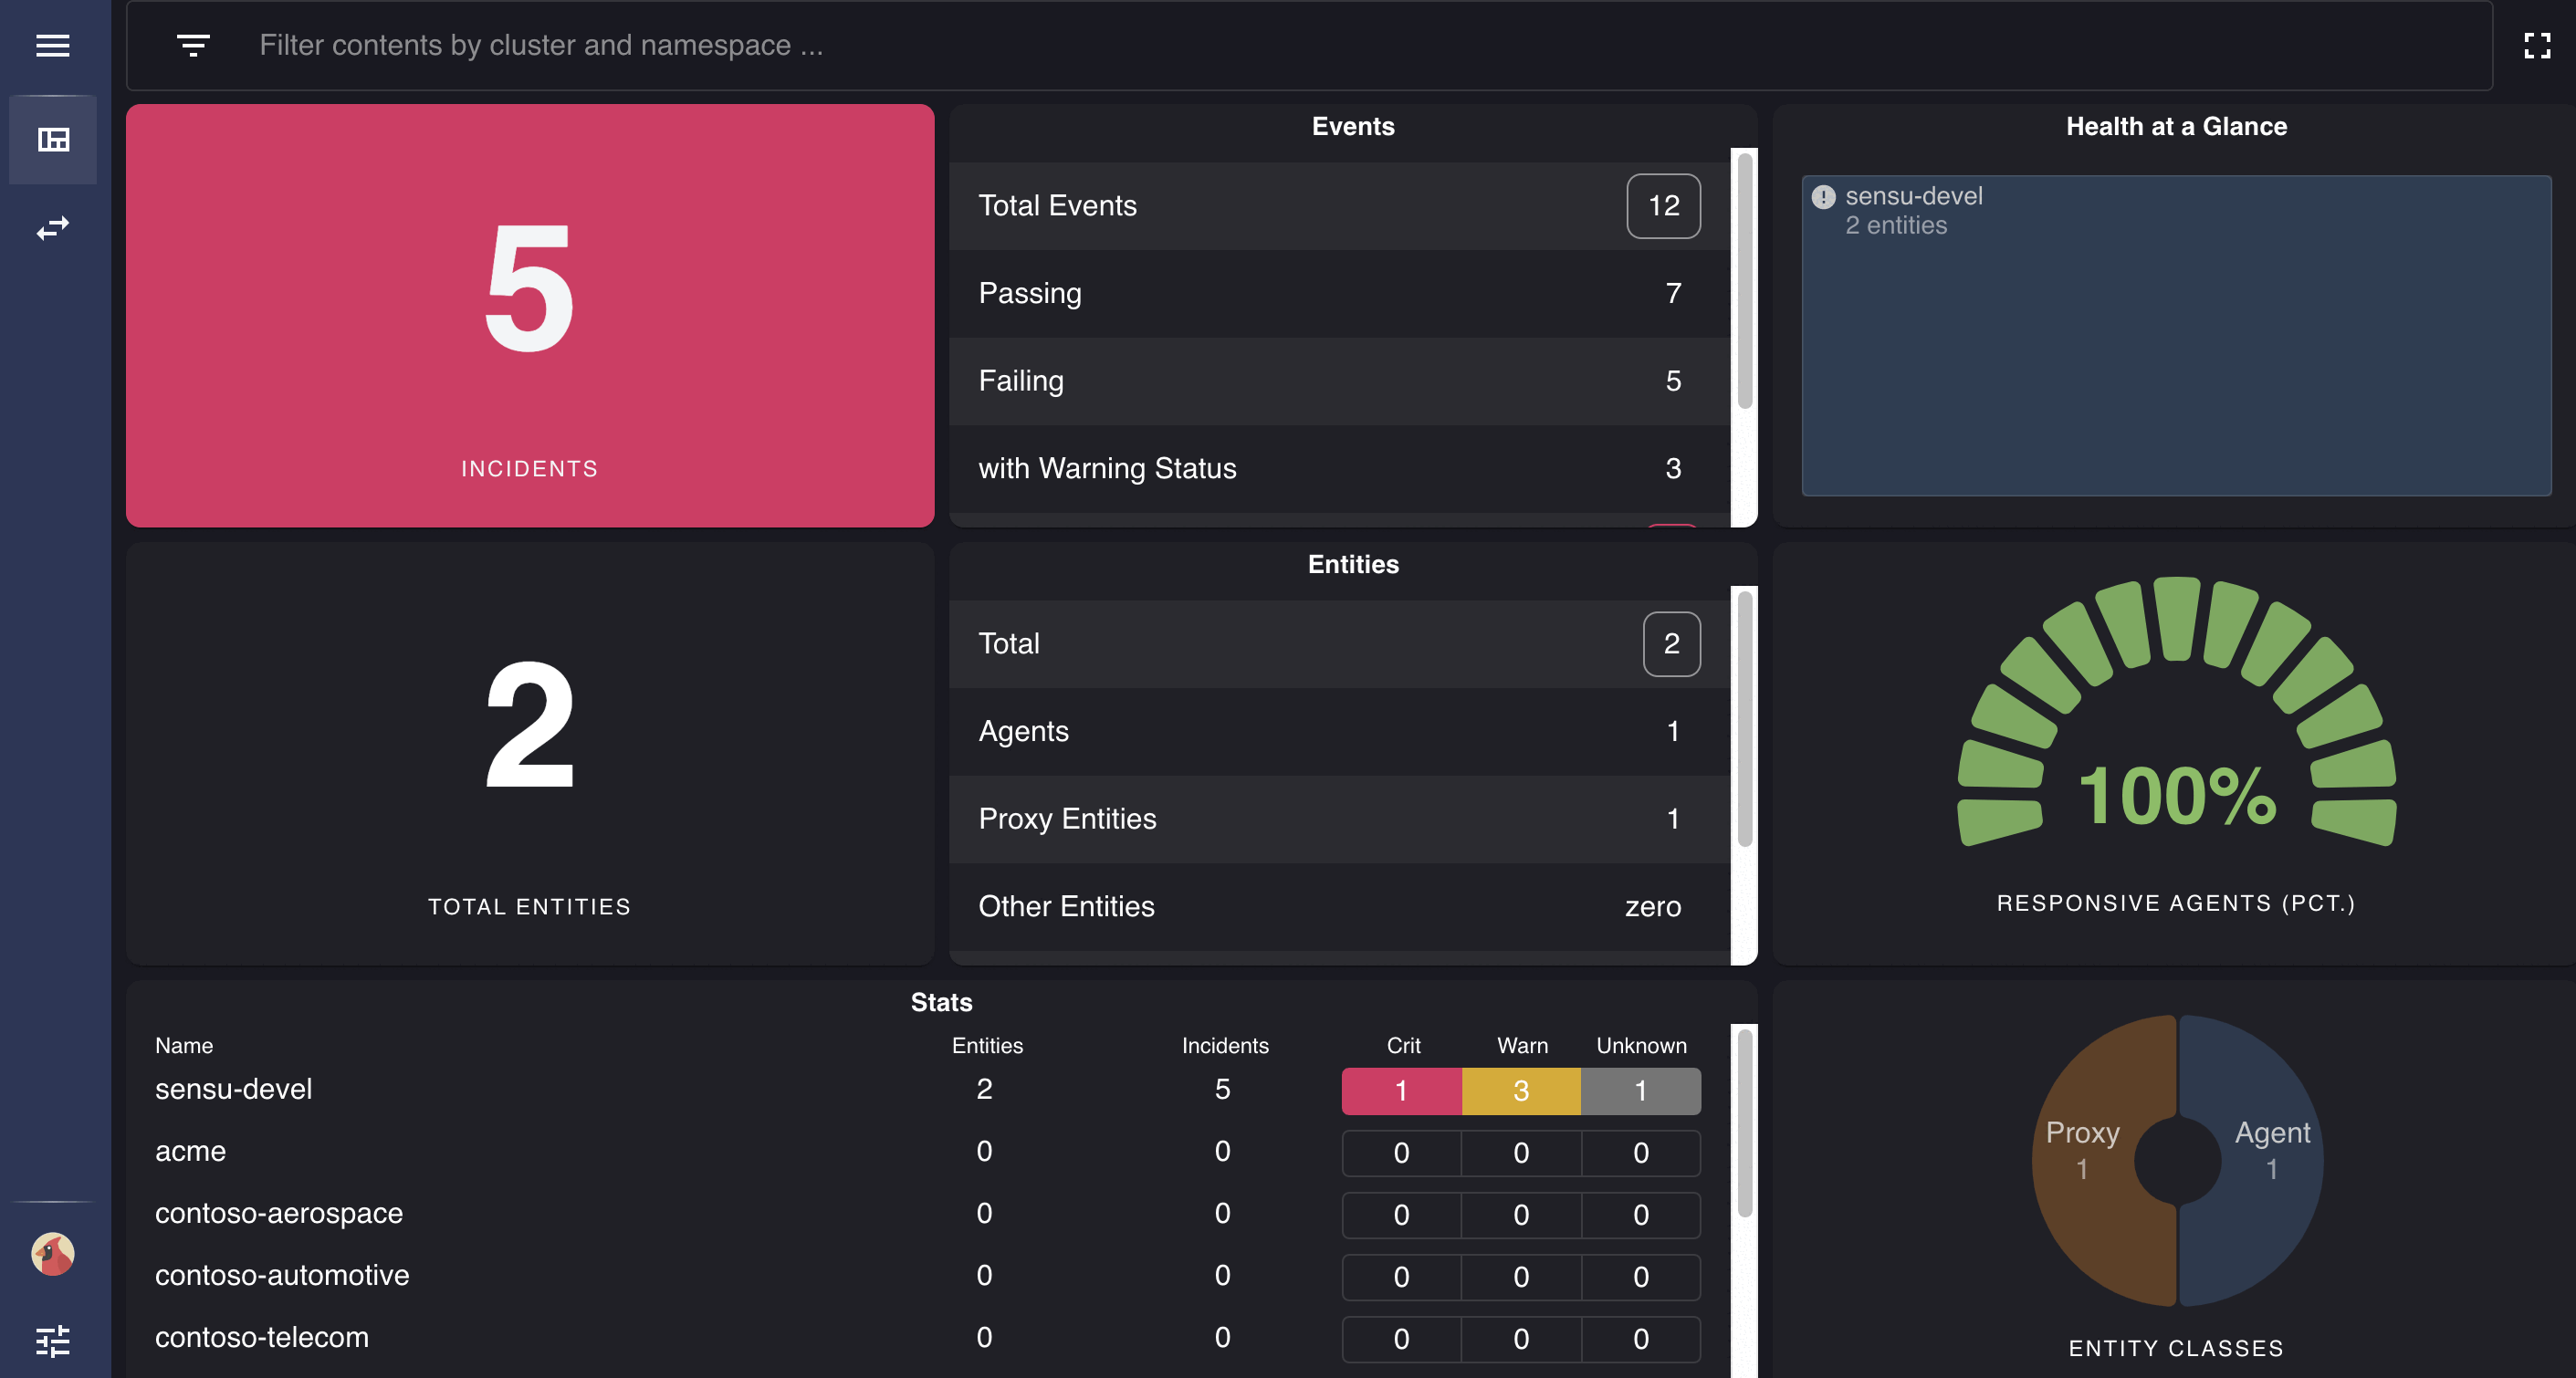 Filter contents by cluster and namespace ...
5
INCIDENTS
Events
Total Events 12
Passing 7
Failing 5
with Warning Status 3
Health at a Glance
sensu-devel
2 entities
2
TOTAL ENTITIES
Entities
Total 2
Agents 1
Proxy Entities 1
Other Entities zero
100%
RESPONSIVE AGENTS (PCT.)
Stats
Name Entities Incidents Crit Warn Unknown
sensu-devel 2 5 1 3 1
acme 0 0 0 0 0
contoso-aerospace 0 0 0 0 0
contoso-automotive 0 0 0 0 0
contoso-telecom 0 0 0 0 0
Proxy
1
Agent
1
ENTITY CLASSES